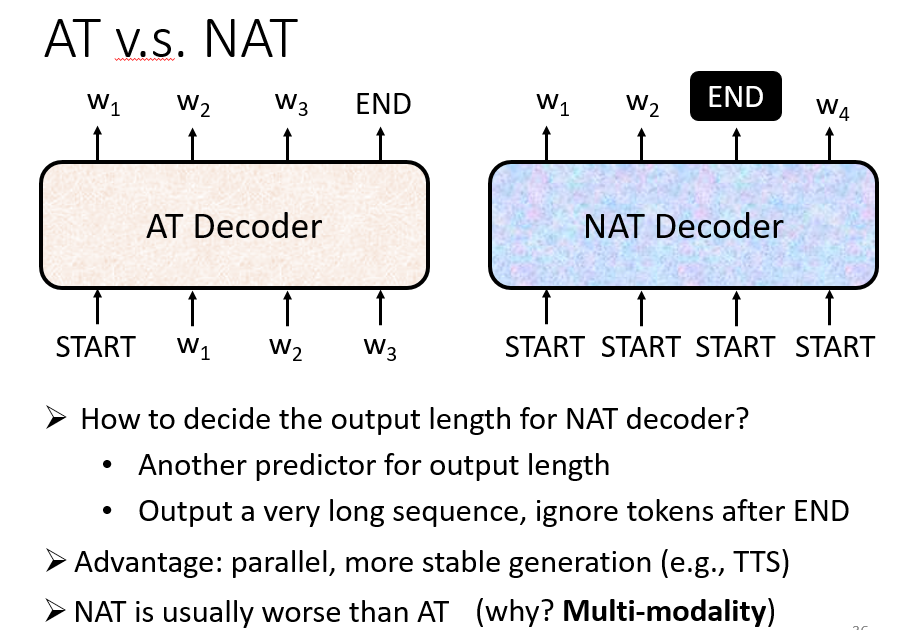 AT v.s. NAT
w₁ w₂ w₃ END
w₁ w₂ END w₄
AT Decoder
NAT Decoder
START w₁ w₂ w₃
START START START START
➢ How to decide the output length for NAT decoder?
• Another predictor for output length
• Output a very long sequence, ignore tokens after END
➢ Advantage: parallel, more stable generation (e.g., TTS)
➢ NAT is usually worse than AT (why? Multi-modality)